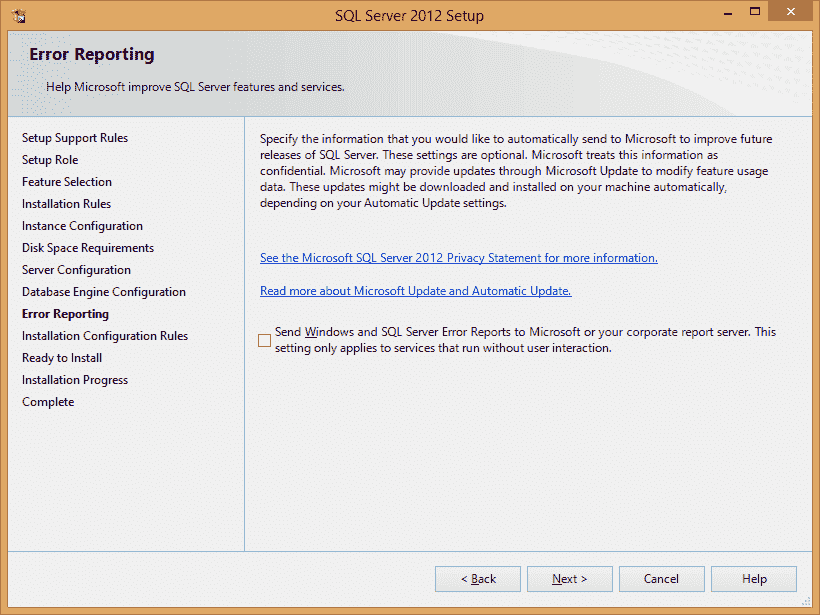 SQL Server 2012 Setup
Error Reporting
Help Microsoft improve SQL Server features and services.
Setup Support Rules
Setup Role
Feature Selection
Installation Rules
Instance Configuration
Disk Space Requirements
Server Configuration
Database Engine Configuration
Error Reporting
Installation Configuration Rules
Ready to Install
Installation Progress
Complete
Specify the information that you would like to automatically send to Microsoft to improve future
releases of SQL Server. These settings are optional. Microsoft treats this information as
confidential. Microsoft may provide updates through Microsoft Update to modify feature usage
data. These updates might be downloaded and installed on your machine automatically,
depending on your Automatic Update settings.
See the Microsoft SQL Server 2012 Privacy Statement for more information.
Read more about Microsoft Update and Automatic Update.
Send Windows and SQL Server Error Reports to Microsoft or your corporate report server. This
setting only applies to services that run without user interaction.
< Back
Next >
Cancel
Help